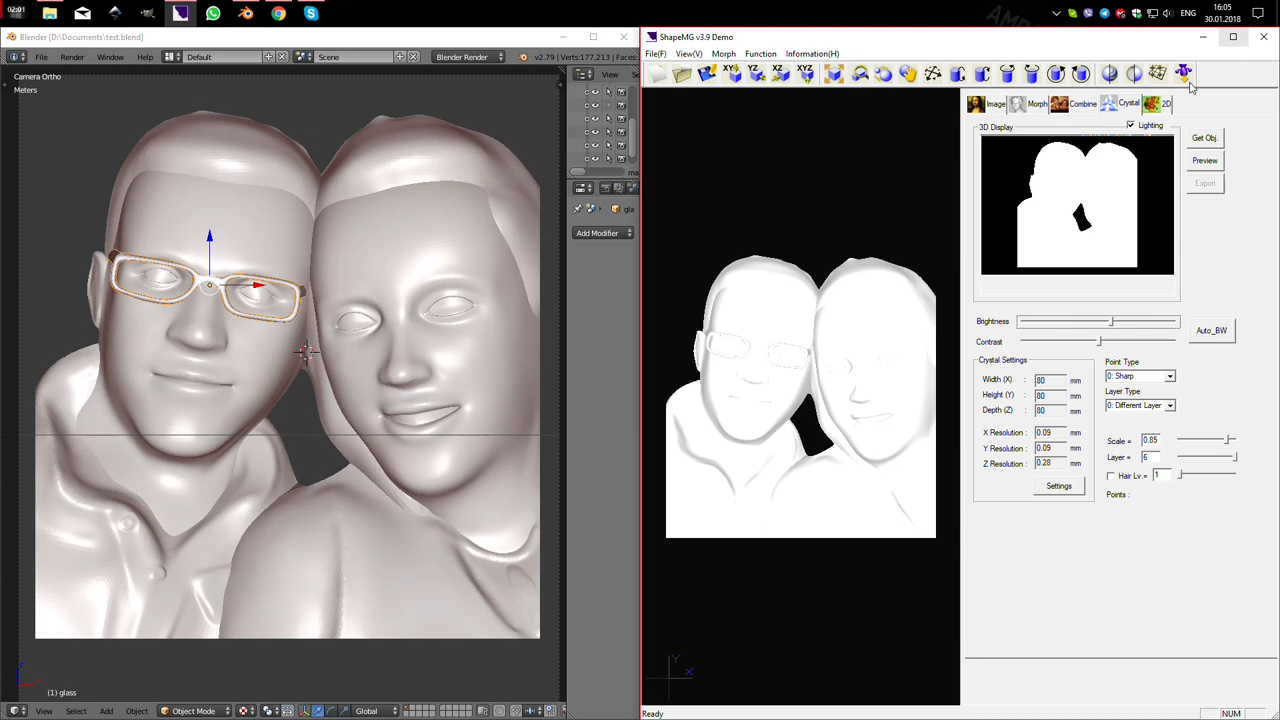 02:01
ENG
16:05
30.01.2018
Blender [D:\Documents\test.blend]
File Render Window Help Default Scene Blender Render v2.79 | Verts:177,213 | Faces
Camera Ortho
Meters
View
Add Modifier
(1) glass
View Select Add Object Object Mode Global
ShapeMG v3.9 Demo
File(F) View(V) Morph Function Information(H)
XY YZ XZ XYZ
Image Morph Combine Crystal 2D
3D Display Lighting
Get Obj.
Preview
Export
Brightness
Contrast
Auto_BW
Crystal Settings
Width (X) 80 mm
Height (Y) 80 mm
Depth (Z) 80 mm
X Resolution : 0.09 mm
Y Resolution : 0.09 mm
Z Resolution : 0.28 mm
Settings
Point Type
0: Sharp
Layer Type
0: Different Layer
Scale = 0.85
Layer = 6
Hair Lv.= 1
Points :
Y
X
Ready
NUM